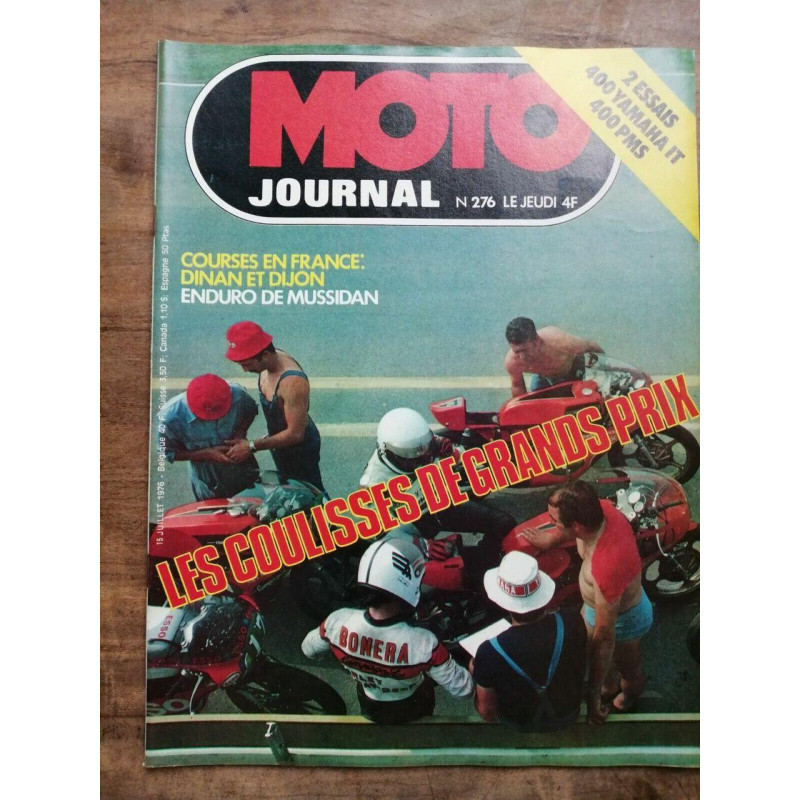 MOTO
JOURNAL
N 276 LE JEUDI 4F
2 ESSAIS
400 YAMAHA IT
400 PMS
COURSES EN FRANCE:
DINAN ET DIJON
ENDURO DE MUSSIDAN
15 JUILLET 1976 - Belgique 40 F; Suisse 3,50 F; Canada 1,10 $; Espagne 50 Ptas
LES COULISSES DE GRANDS PRIX
BONERA
ESSO